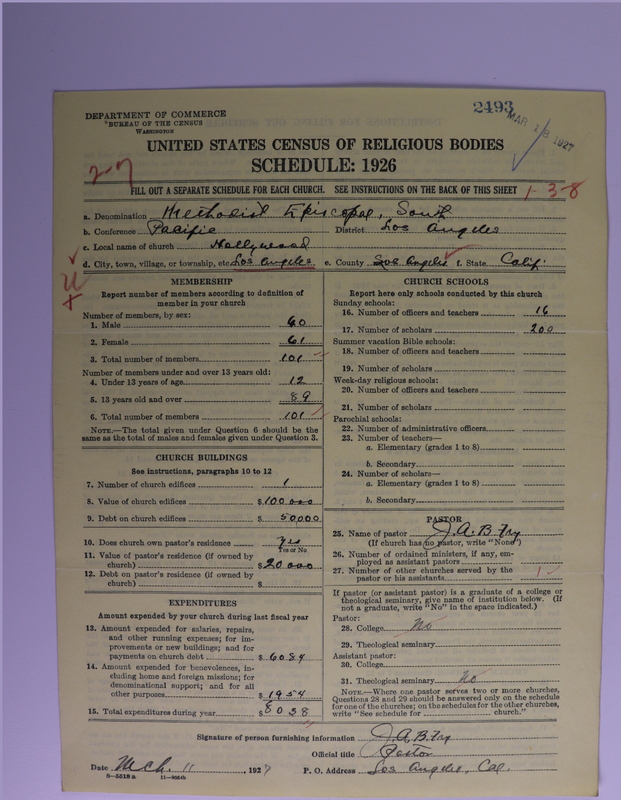 2493
MAR 18 1927
DEPARTMENT OF COMMERCE
BUREAU OF THE CENSUS
WASHINGTON
UNITED STATES CENSUS OF RELIGIOUS BODIES
SCHEDULE: 1926
2-7
FILL OUT A SEPARATE SCHEDULE FOR EACH CHURCH. SEE INSTRUCTIONS ON THE BACK OF THIS SHEET
1-3-8
a. Denomination Methodist Episcopal, South
b. Conference Pacific District Los Angeles
c. Local name of church Hollywood
d. City, town, village, or township, etc. Los Angeles e. County Los Angeles f. State Calif.
MEMBERSHIP
Report number of members according to definition of member in your church
Number of members, by sex:
1. Male 40
2. Female 61
3. Total number of members 101
Number of members under and over 13 years old:
4. Under 13 years of age 12
5. 13 years old and over 89
6. Total number of members 101
NOTE.—The total given under Question 6 should be the same as the total of males and females given under Question 3.
CHURCH BUILDINGS
See instructions, paragraphs 10 to 12
7. Number of church edifices 1
8. Value of church edifices $100 000
9. Debt on church edifices $50000
10. Does church own pastor's residence? Yes
Yes or No
11. Value of pastor's residence (if owned by church) $20 000
12. Debt on pastor's residence (if owned by church) $
EXPENDITURES
Amount expended by your church during last fiscal year
13. Amount expended for salaries, repairs, and other running expenses; for improvements or new buildings; and for payments on church debt $6084
14. Amount expended for benevolences, including home and foreign missions; for denominational support; and for all other purposes $1954
15. Total expenditures during year $8038
CHURCH SCHOOLS
Report here only schools conducted by this church
Sunday schools:
16. Number of officers and teachers 16
17. Number of scholars 200
Summer vacation Bible schools:
18. Number of officers and teachers
19. Number of scholars
Week-day religious schools:
20. Number of officers and teachers
21. Number of scholars
Parochial schools:
22. Number of administrative officers
23. Number of teachers—
a. Elementary (grades 1 to 8)
b. Secondary
24. Number of scholars—
a. Elementary (grades 1 to 8)
b. Secondary
PASTOR
25. Name of pastor J.A.B. Fry
(If church has no pastor, write "None")
26. Number of ordained ministers, if any, employed as assistant pastors
27. Number of other churches served by the pastor or his assistants 1
If pastor (or assistant pastor) is a graduate of a college or theological seminary, give name of institution below. (If not a graduate, write "No" in the space indicated.)
Pastor:
28. College No
29. Theological seminary
Assistant pastor:
30. College
31. Theological seminary No
NOTE.—Where one pastor serves two or more churches, Questions 28 and 29 should be answered only on the schedule for one of the churches; on the schedules for the other churches, write "See schedule for church."
Signature of person furnishing information J.A.B. Fry
Official title Pastor
Date Mch. 11, 1927 P. O. Address Los Angeles, Cal.
8-5518 a